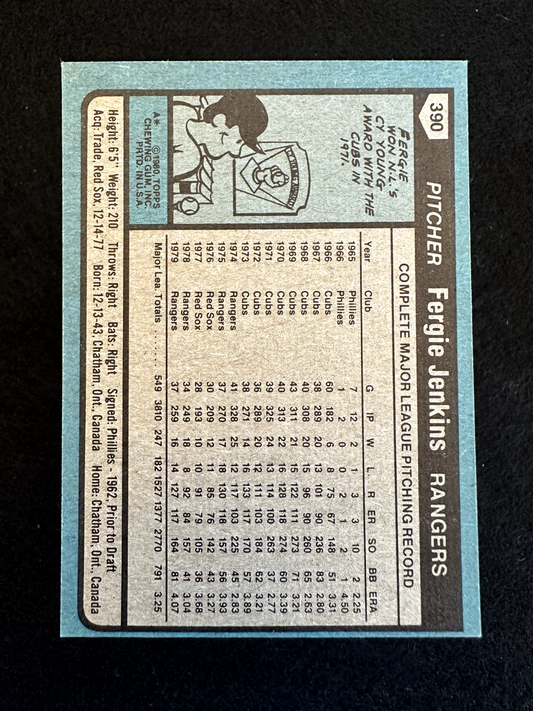 390 PITCHER Fergie Jenkins RANGERS
FERGIE
WON N.L.'S
CY YOUNG
AWARD WITH THE
CUBS IN
1971.
A*Y ©1980, TOPPS
CHEWING GUM, INC.
PRTD. IN U.S.A.
COMPLETE MAJOR LEAGUE PITCHING RECORD
Year Club G IP W L R ER SO BB ERA
1965 Phillies 7 12 2 1 3 3 10 2 2.25
1966 Phillies 1 2 0 0 2 1 2 1 4.50
1966 Cubs 60 182 6 8 75 67 148 51 3.31
1967 Cubs 38 289 20 13 101 90 236 83 2.80
1968 Cubs 40 308 20 15 96 90 260 65 2.63
1969 Cubs 43 311 21 15 122 111 273 71 3.21
1970 Cubs 40 313 22 16 128 118 274 60 3.39
1971 Cubs 39 325 24 13 114 100 263 37 2.77
1972 Cubs 36 289 20 12 111 103 184 62 3.21
1973 Cubs 38 271 14 16 133 117 170 57 3.89
1974 Rangers 41 328 25 12 117 103 225 45 2.83
1975 Rangers 37 270 17 18 130 118 157 56 3.93
1976 Red Sox 30 209 12 11 85 76 142 43 3.27
1977 Red Sox 28 193 10 10 91 79 105 36 3.68
1978 Rangers 34 249 18 8 92 84 157 41 3.04
1979 Rangers 37 259 16 14 127 117 164 81 4.07
Major Lea. Totals ...... 549 3810 247 182 1527 1377 2770 791 3.25
Height: 6'5" Weight: 210 Throws: Right Bats: Right Signed: Phillies - 1962, Prior to Draft
Acq: Trade, Red Sox, 12-14-77 Born: 12-13-43, Chatham, Ont., Canada Home: Chatham, Ont., Canada